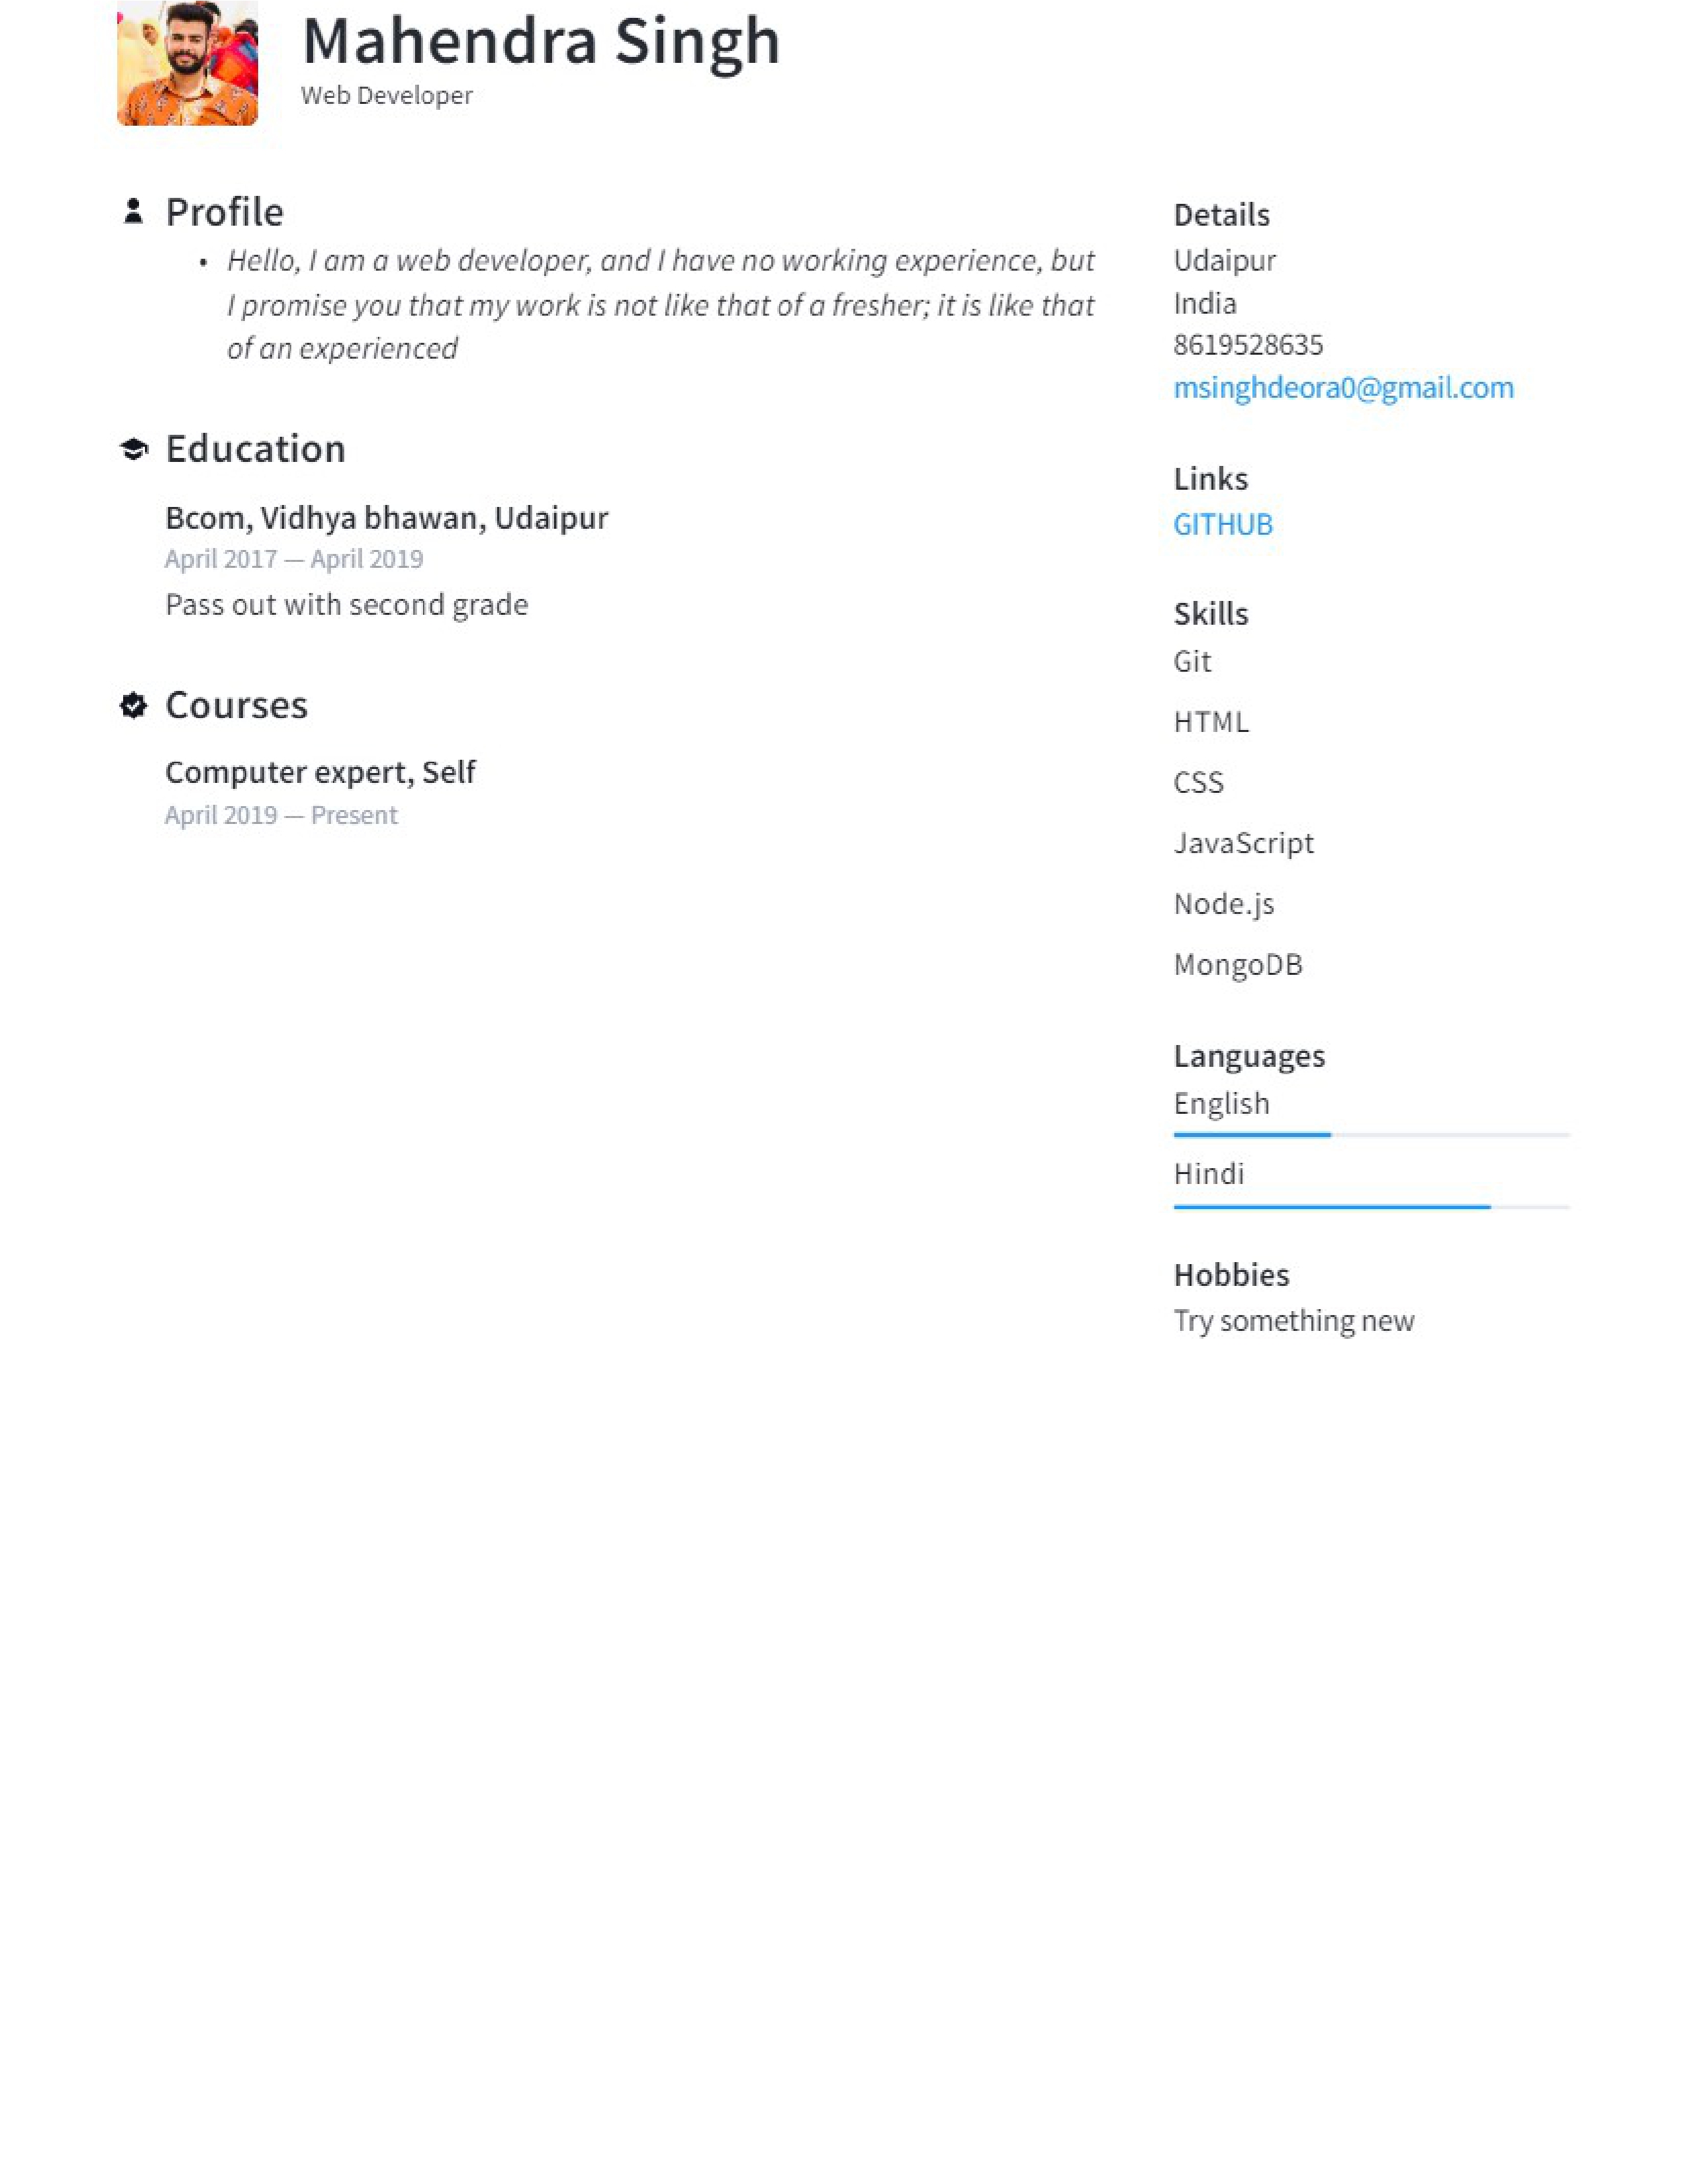 Mahendra Singh
Web Developer
Profile
• Hello, I am a web developer, and I have no working experience, but
I promise you that my work is not like that of a fresher; it is like that
of an experienced
Education
Bcom, Vidhya bhawan, Udaipur
April 2017 — April 2019
Pass out with second grade
Courses
Computer expert, Self
April 2019 — Present
Details
Udaipur
India
8619528635
msinghdeora0@gmail.com
Links
GITHUB
Skills
Git
HTML
CSS
JavaScript
Node.js
MongoDB
Languages
English
Hindi
Hobbies
Try something new